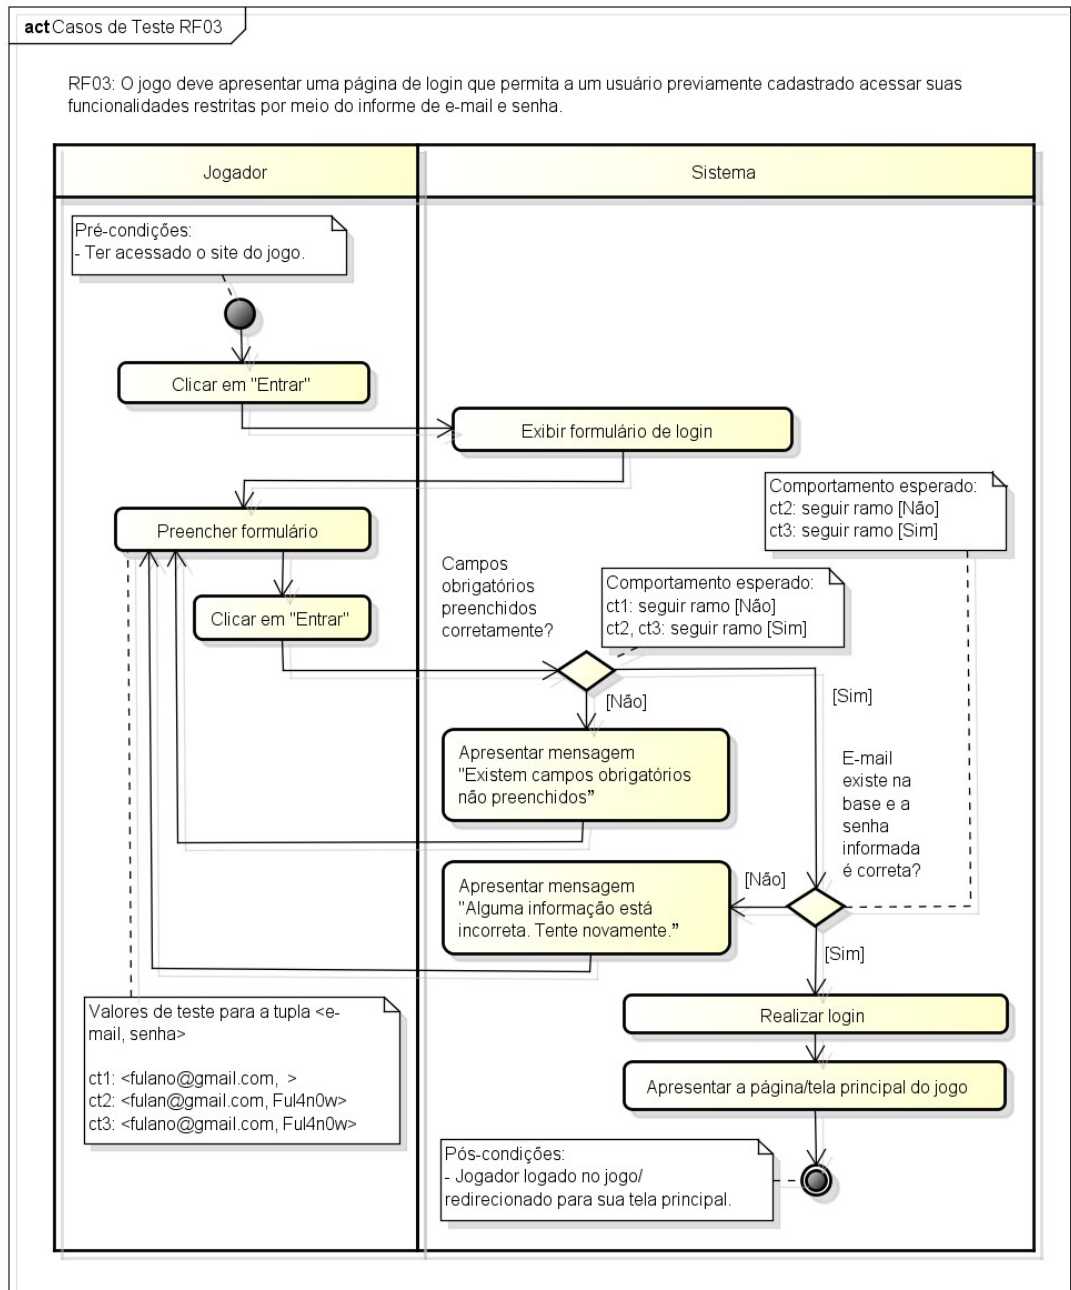 act Casos de Teste RF03
RF03: O jogo deve apresentar uma página de login que permita a um usuário previamente cadastrado acessar suas
funcionalidades restritas por meio do informe de e-mail e senha.
Jogador
Sistema
Pré-condições:
- Ter acessado o site do jogo.
Clicar em "Entrar"
Exibir formulário de login
Comportamento esperado:
ct2: seguir ramo [Não]
ct3: seguir ramo [Sim]
Preencher formulário
Clicar em "Entrar"
Campos
obrigatórios
preenchidos
corretamente?
Comportamento esperado:
ct1: seguir ramo [Não]
ct2, ct3: seguir ramo [Sim]
[Não]
[Sim]
Apresentar mensagem
"Existem campos obrigatórios
não preenchidos”
E-mail
existe na
base e a
senha
informada
é correta?
[Não]
Apresentar mensagem
"Alguma informação está
incorreta. Tente novamente.”
[Sim]
Valores de teste para a tupla <e-
mail, senha>
ct1: <fulano@gmail.com,  >
ct2: <fulan@gmail.com, Ful4n0w>
ct3: <fulano@gmail.com, Ful4n0w>
Realizar login
Apresentar a página/tela principal do jogo
Pós-condições:
- Jogador logado no jogo/
redirecionado para sua tela principal.